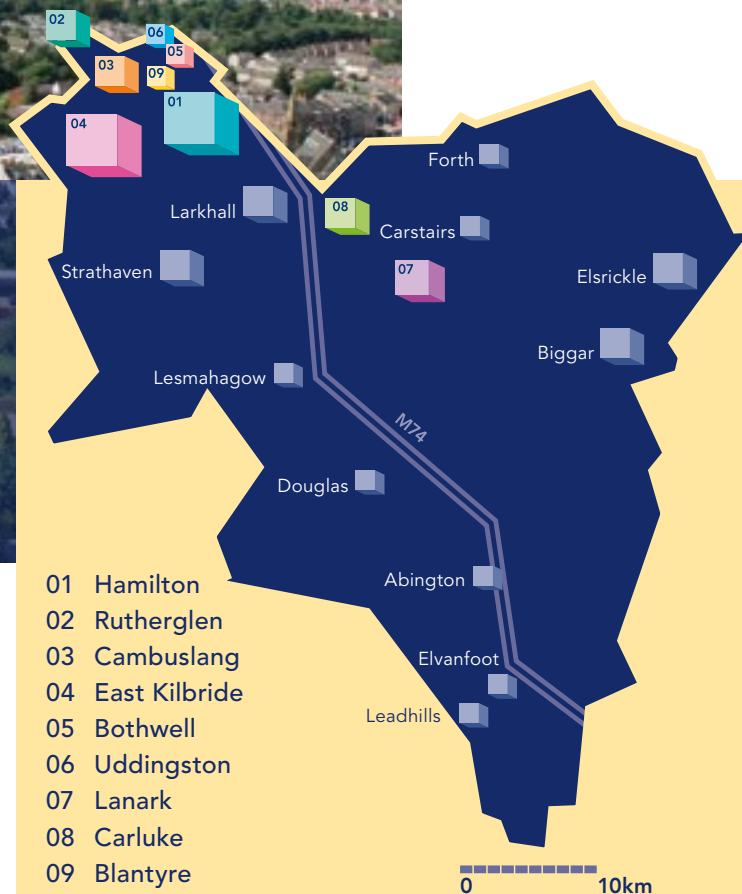 02
06
05
03
09
01
04
Forth
08
Larkhall
Carstairs
Strathaven
07
Elsrickle
Biggar
Lesmahagow
M74
Douglas
Abington
Elvanfoot
Leadhills
01 Hamilton
02 Rutherglen
03 Cambuslang
04 East Kilbride
05 Bothwell
06 Uddingston
07 Lanark
08 Carluke
09 Blantyre
0 10km